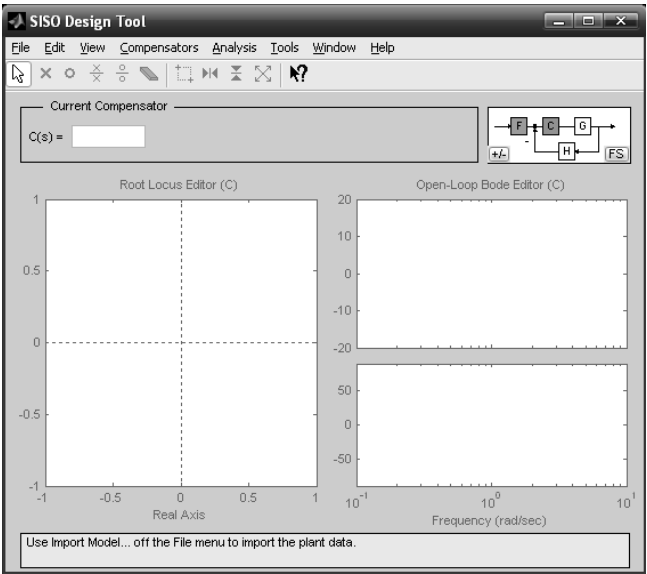 SISO Design Tool
File Edit View Compensators Analysis Tools Window Help
Current Compensator
C(s) =
F C G
H
+/- FS
Root Locus Editor (C)
Open-Loop Bode Editor (C)
1
0.5
0
-0.5
-1
-1 -0.5 0 0.5 1
Real Axis
20
10
0
-10
-20
50
0
-50
10^-1 10^0 10^1
Frequency (rad/sec)
Use Import Model... off the File menu to import the plant data.